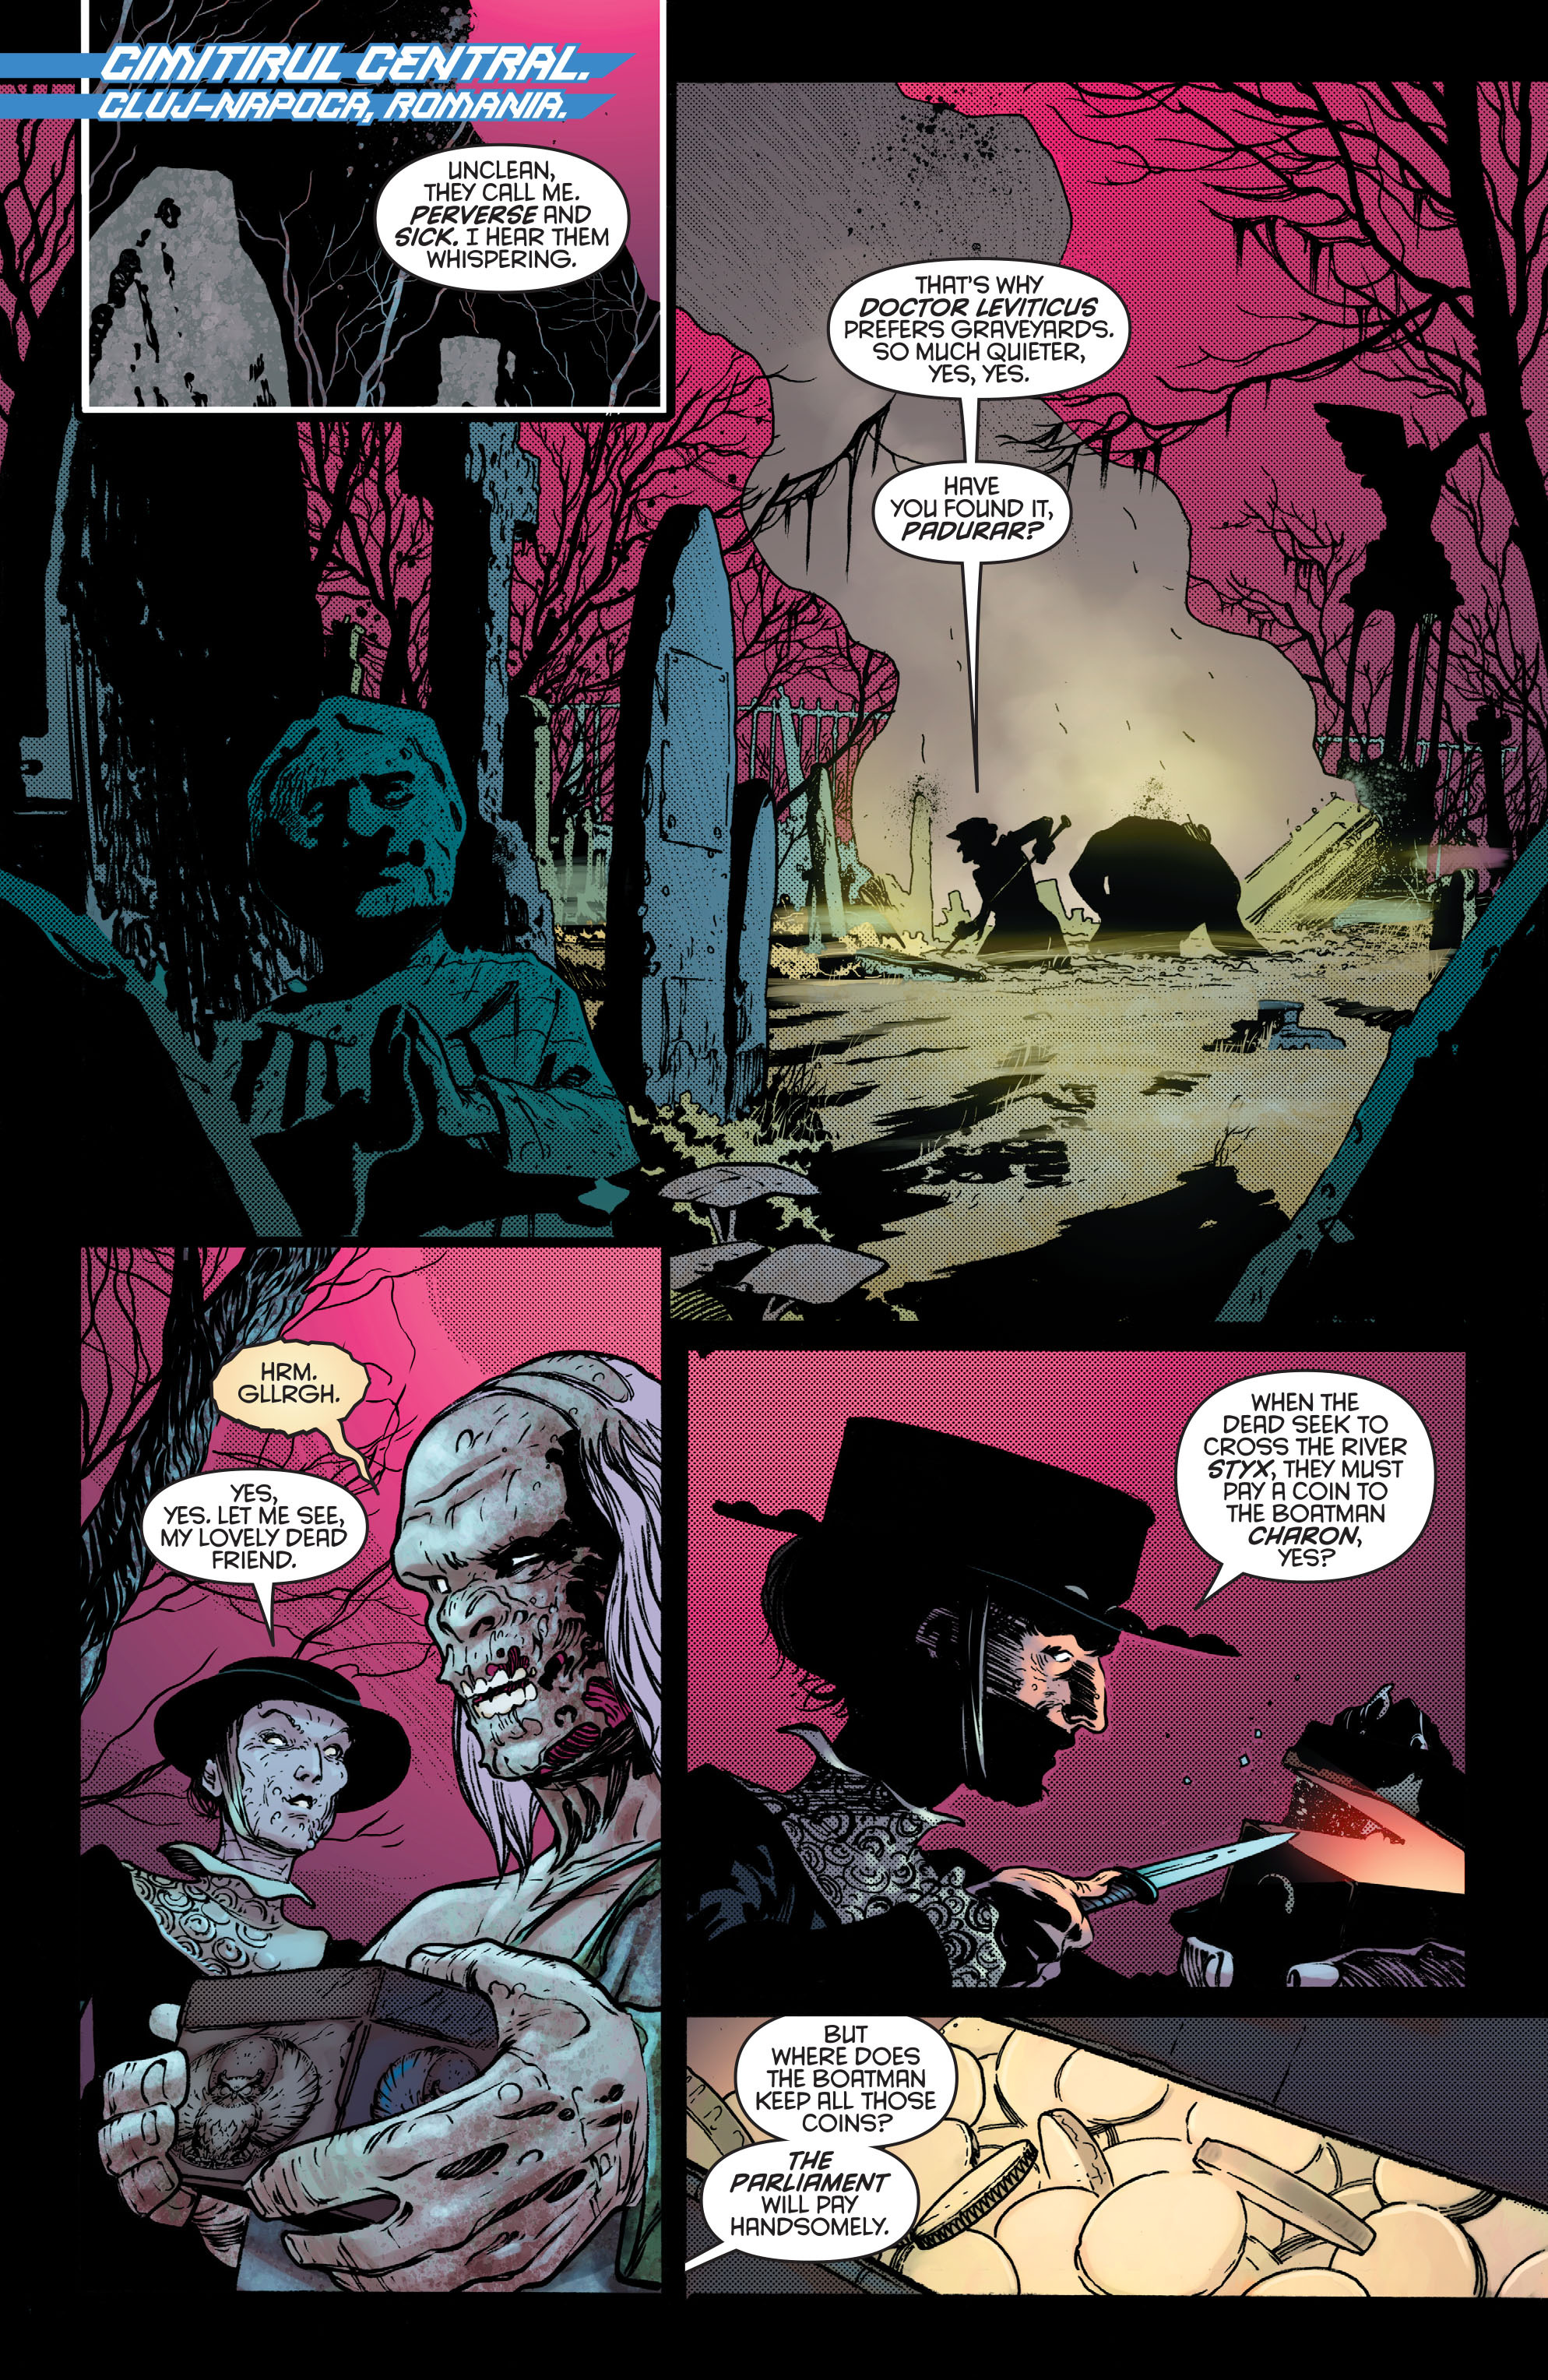 CIMITIRUL CENTRAL.
CLUJ-NAPOCA, ROMANIA.
UNCLEAN,
THEY CALL ME.
PERVERSE AND
SICK. I HEAR THEM
WHISPERING.
THAT'S WHY
DOCTOR LEVITICUS
PREFERS GRAVEYARDS.
SO MUCH QUIETER,
YES, YES.
HAVE
YOU FOUND IT,
PADURAR?
HRM.
GLLRGH.
YES,
YES. LET ME SEE,
MY LOVELY DEAD
FRIEND.
WHEN THE
DEAD SEEK TO
CROSS THE RIVER
STYX, THEY MUST
PAY A COIN TO
THE BOATMAN
CHARON,
YES?
BUT
WHERE DOES
THE BOATMAN
KEEP ALL THOSE
COINS?
THE
PARLIAMENT
WILL PAY
HANDSOMELY.